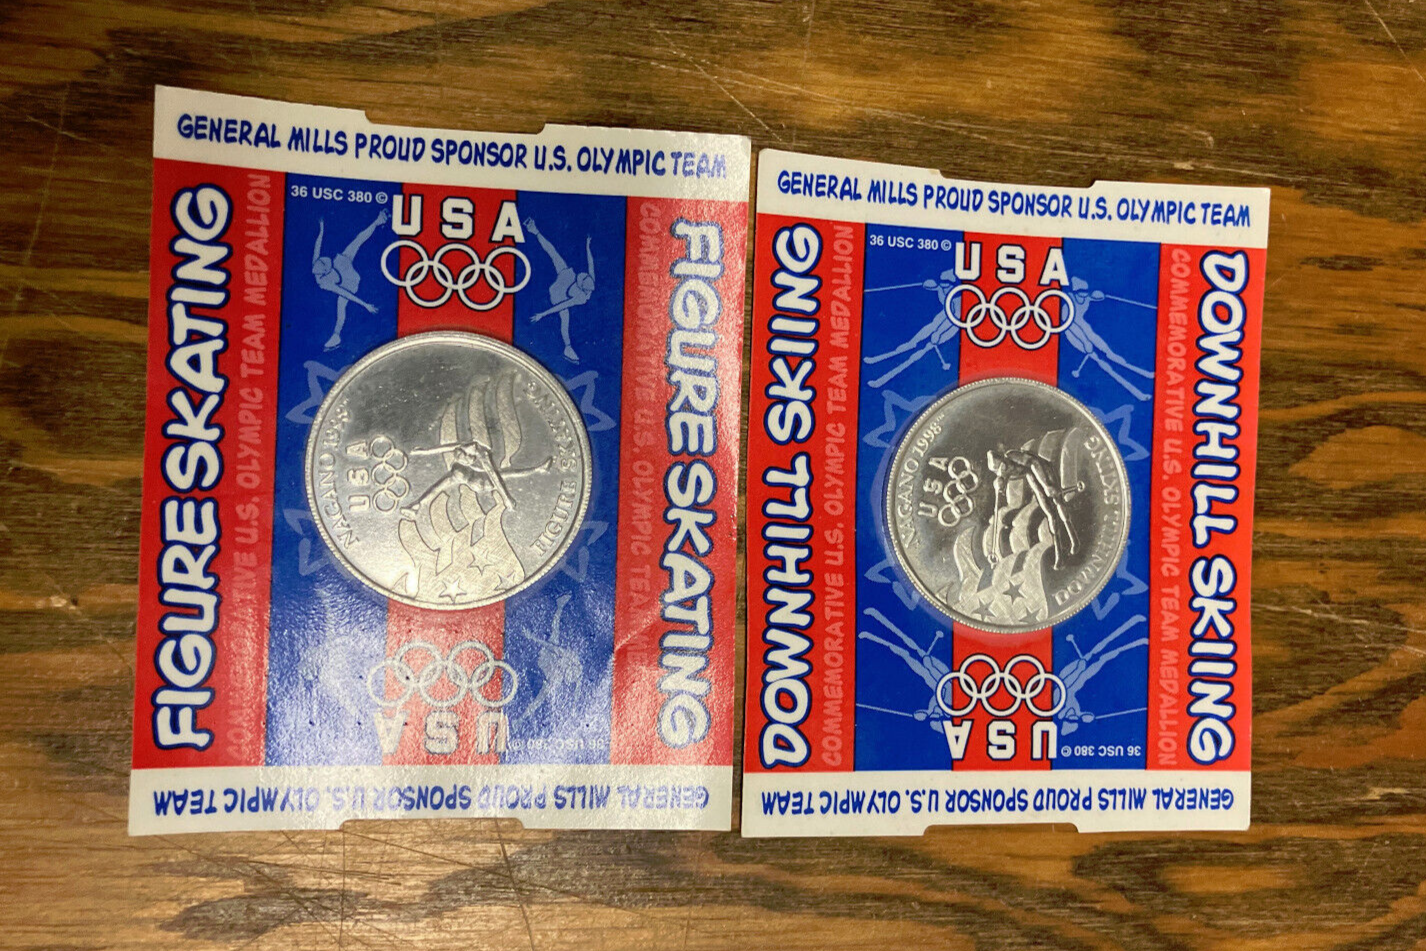 GENERAL MILLS PROUD SPONSOR U.S. OLYMPIC TEAM
36 USC 380 ©
USA
FIGURE SKATING
COMMEMORATIVE U.S. OLYMPIC TEAM MEDALLION
NAGANO 1998
USA
FIGURE SKATING
COMMEMORATIVE U.S. OLYMPIC TEAM
FIGURE SKATING
USA
36 USC 380 ©
GENERAL MILLS PROUD SPONSOR U.S. OLYMPIC TEAM
GENERAL MILLS PROUD SPONSOR U.S. OLYMPIC TEAM
36 USC 380 ©
USA
DOWNHILL SKIING
COMMEMORATIVE U.S. OLYMPIC TEAM MEDALLION
NAGANO 1998
USA
DOWNHILL SKIING
COMMEMORATIVE U.S. OLYMPIC TEAM MEDALLION
DOWNHILL SKIING
USA
36 USC 380 ©
GENERAL MILLS PROUD SPONSOR U.S. OLYMPIC TEAM